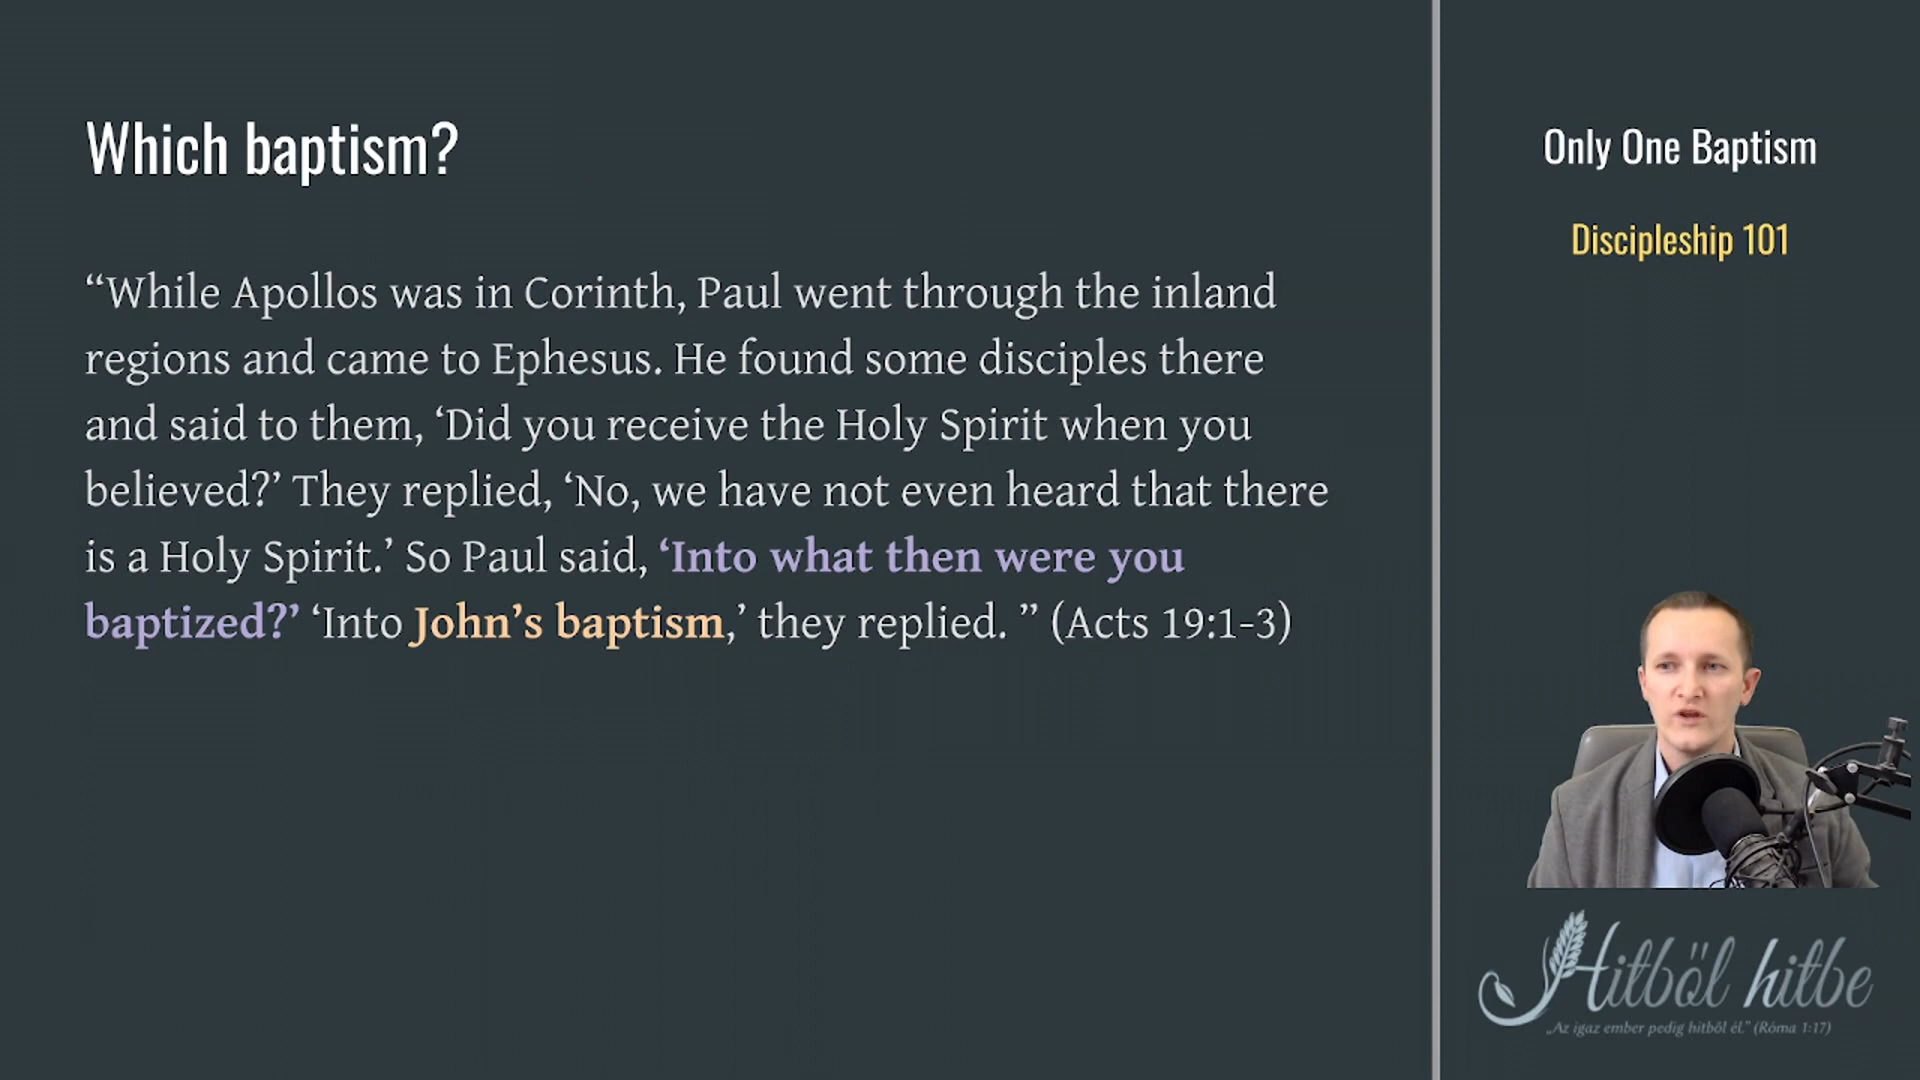 Which baptism?
“While Apollos was in Corinth, Paul went through the inland
regions and came to Ephesus. He found some disciples there
and said to them, ‘Did you receive the Holy Spirit when you
believed?’ They replied, ‘No, we have not even heard that there
is a Holy Spirit.’ So Paul said, ‘Into what then were you
baptized?’ ‘Into John’s baptism,’ they replied. ” (Acts 19:1-3)
Only One Baptism
Discipleship 101
Hitből hitbe
„Az igaz ember pedig hitből él.” (Róma 1:17)